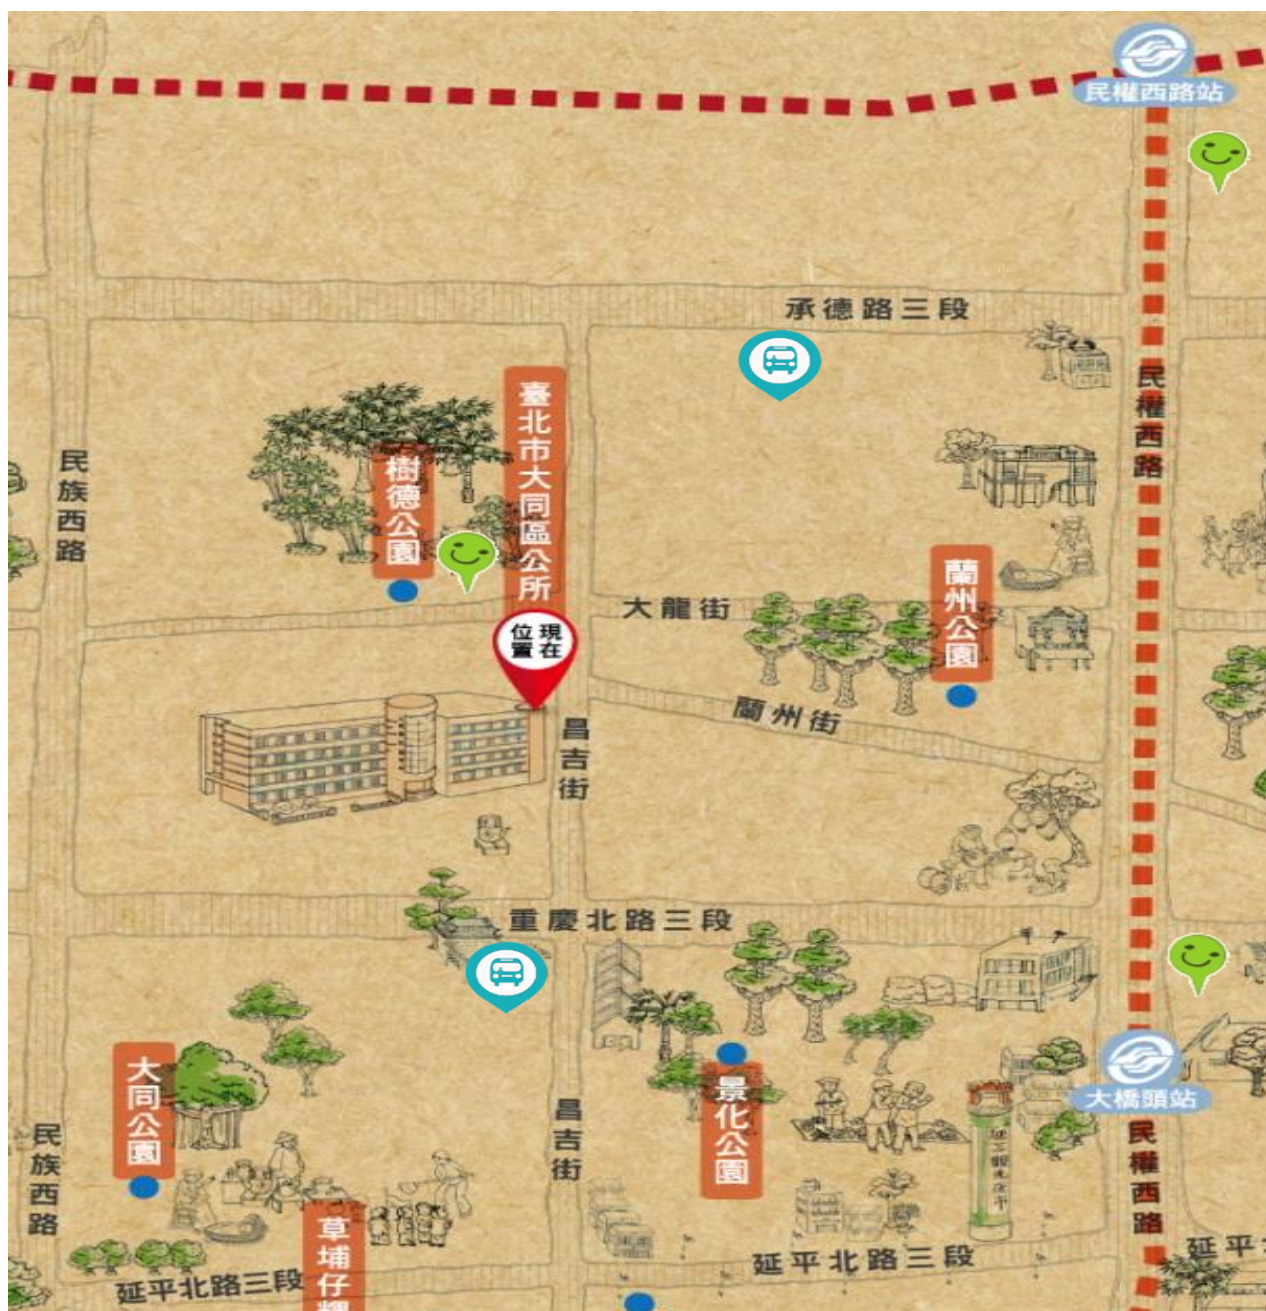 民權西路站
承德路三段
民權西路
臺北市大同區公所
樹德公園
民族西路
蘭州公園
大龍街
現在
位置
蘭州街
昌吉街
重慶北路三段
大橋頭站
大同公園
景化公園
昌吉街
民族西路
民權西路
草埔仔
延平北路三段
延平北路三段
延平